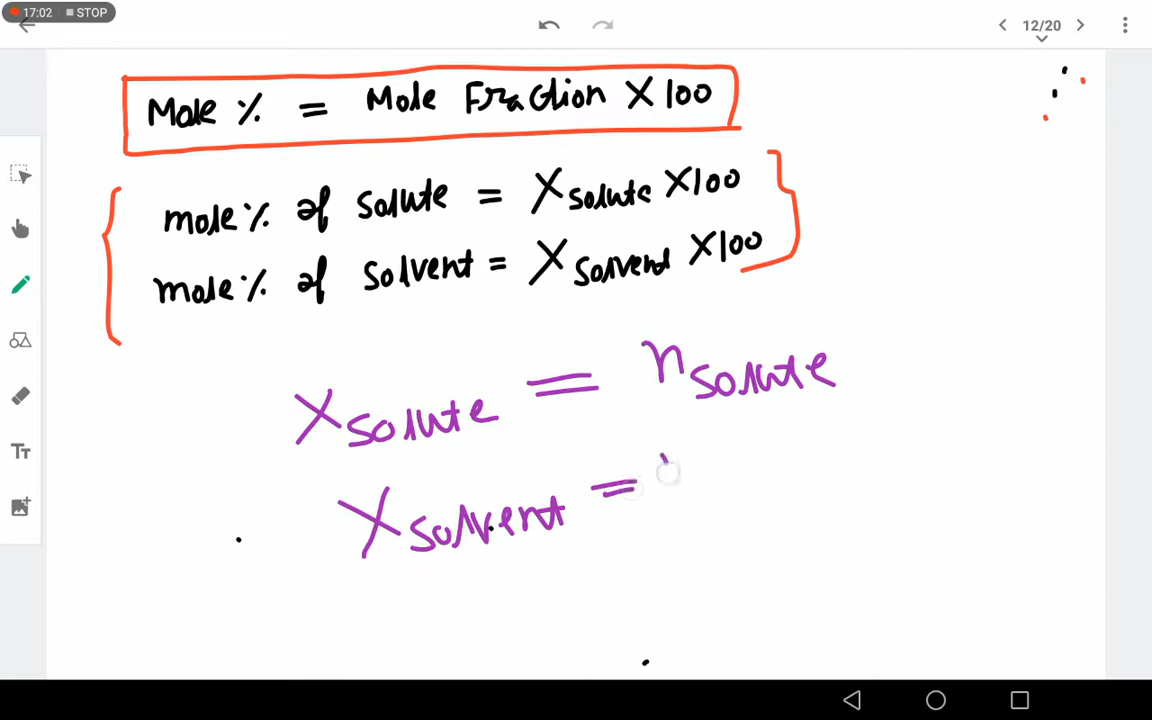 17:02 STOP
12/20
Mole % = Mole Fraction X 100
mole % of solute = X solute X100
mole % of solvent = X solvent X100
X solute = n solute
X solvent =
Tт